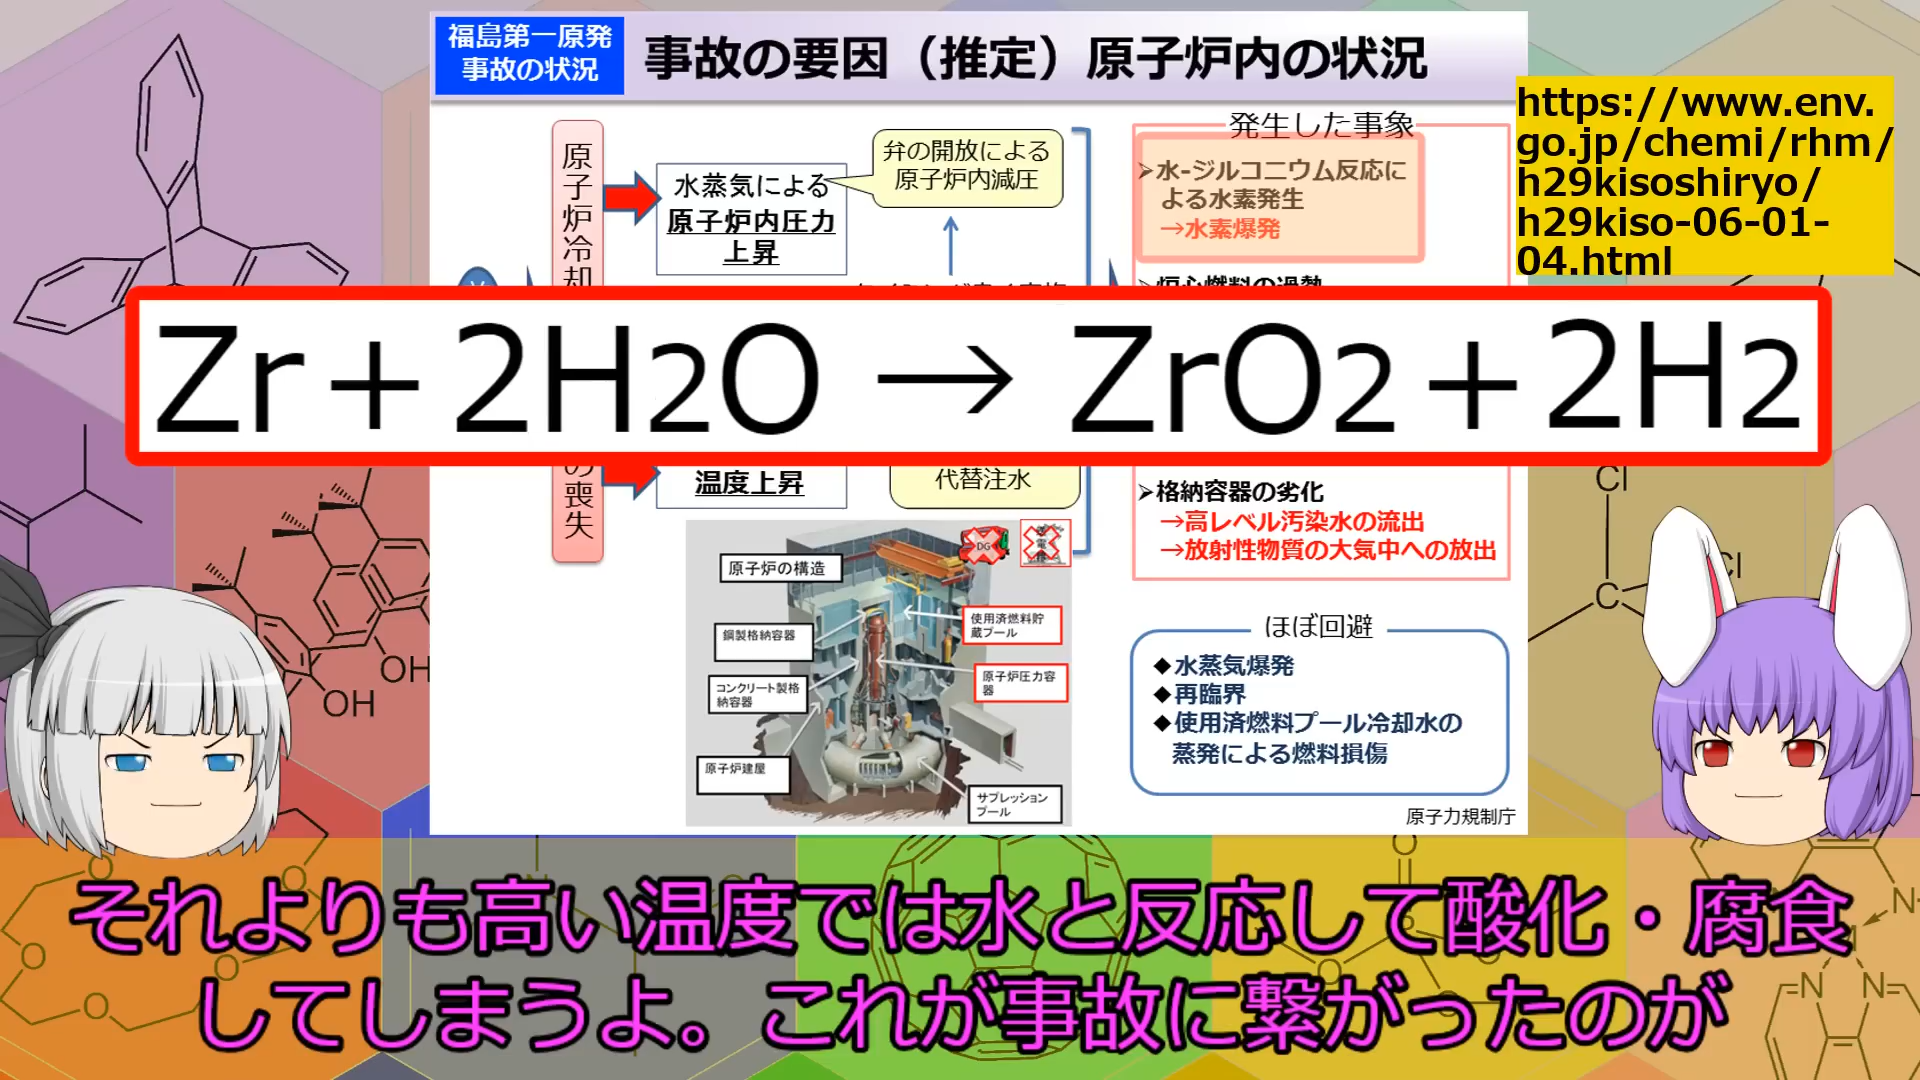 福島第一原発
事故の状況
事故の要因（推定）原子炉内の状況
https://www.env.
go.jp/chemi/rhm/
h29kisoshiryo/
h29kiso-06-01-
04.html
原子炉冷却
の喪失
水蒸気による
原子炉内圧力
上昇
弁の開放による
原子炉内減圧
発生した事象
➢水-ジルコニウム反応に
よる水素発生
→水素爆発
➢炉心燃料の過熱
Zr＋2H2O → ZrO2＋2H2
温度上昇
代替注水
➢格納容器の劣化
→高レベル汚染水の流出
→放射性物質の大気中への放出
原子炉の構造
DG
鋼製格納容器
使用済燃料貯
蔵プール
コンクリート製格
納容器
原子炉圧力容
器
原子炉建屋
サプレッション
プール
ほぼ回避
◆水蒸気爆発
◆再臨界
◆使用済燃料プール冷却水の
蒸発による燃料損傷
原子力規制庁
Cl
Cl
C
OH
OH
O
O
O
O
O
O
N
N
N
それよりも高い温度では水と反応して酸化・腐食
してしまうよ。これが事故に繋がったのが